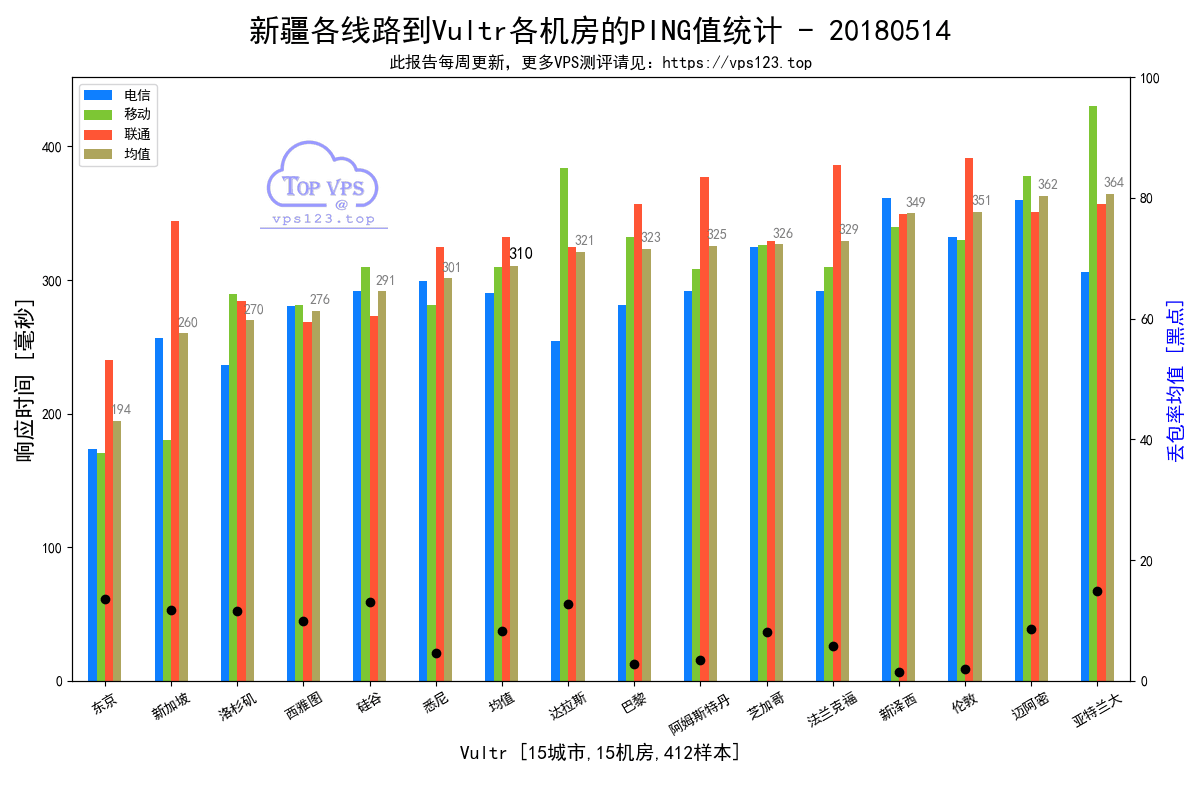 新疆各线路到Vultr各机房的PING值统计 - 20180514
此报告每周更新，更多VPS测评请见：https://vps123.top
电信
移动
联通
均值
TOP VPS
@
vps123.top
响应时间 [毫秒]
0
100
200
300
400
194
260
270
276
291
301
310
321
323
325
326
329
349
351
362
364
丢包率均值 [黑点]
0
20
40
60
80
100
东京
新加坡
洛杉矶
西雅图
硅谷
悉尼
均值
达拉斯
巴黎
阿姆斯特丹
芝加哥
法兰克福
新泽西
伦敦
迈阿密
亚特兰大
Vultr [15城市,15机房,412样本]